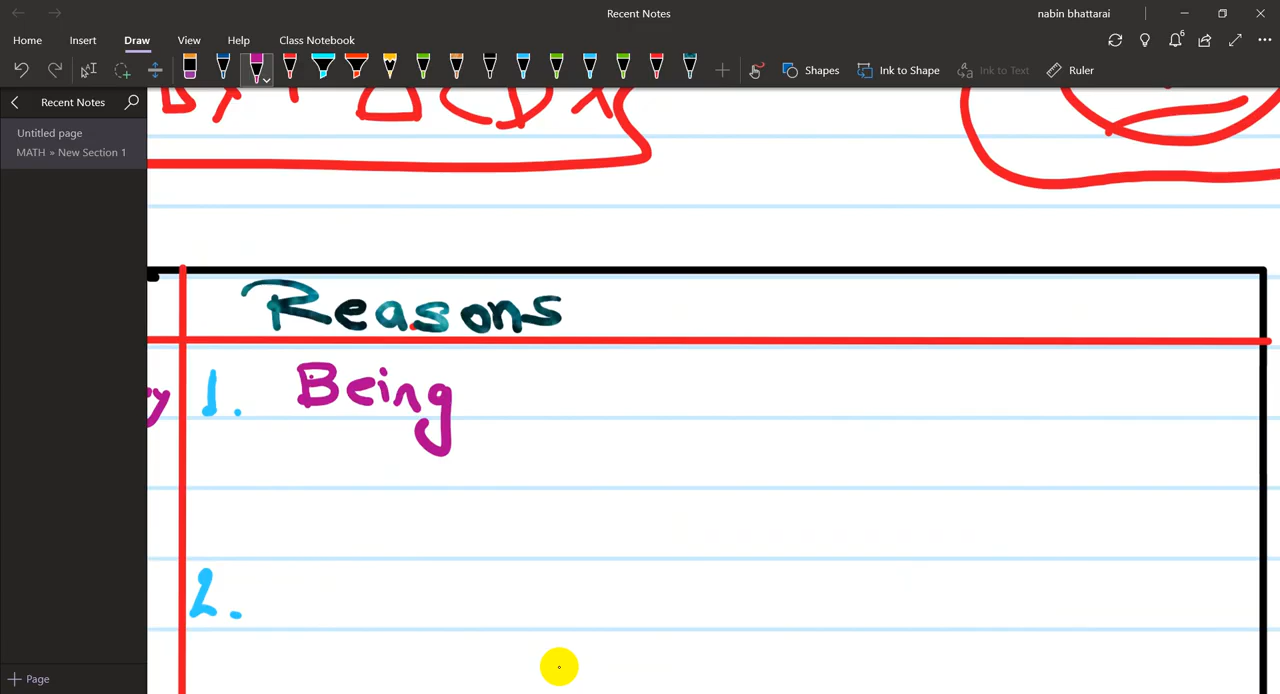 Recent Notes
nabin bhattarai
Home Insert Draw View Help Class Notebook
6
Shapes Ink to Shape Ink to Text Ruler
Recent Notes
Untitled page
MATH » New Section 1
Reasons
y 1. Being
2.
Page